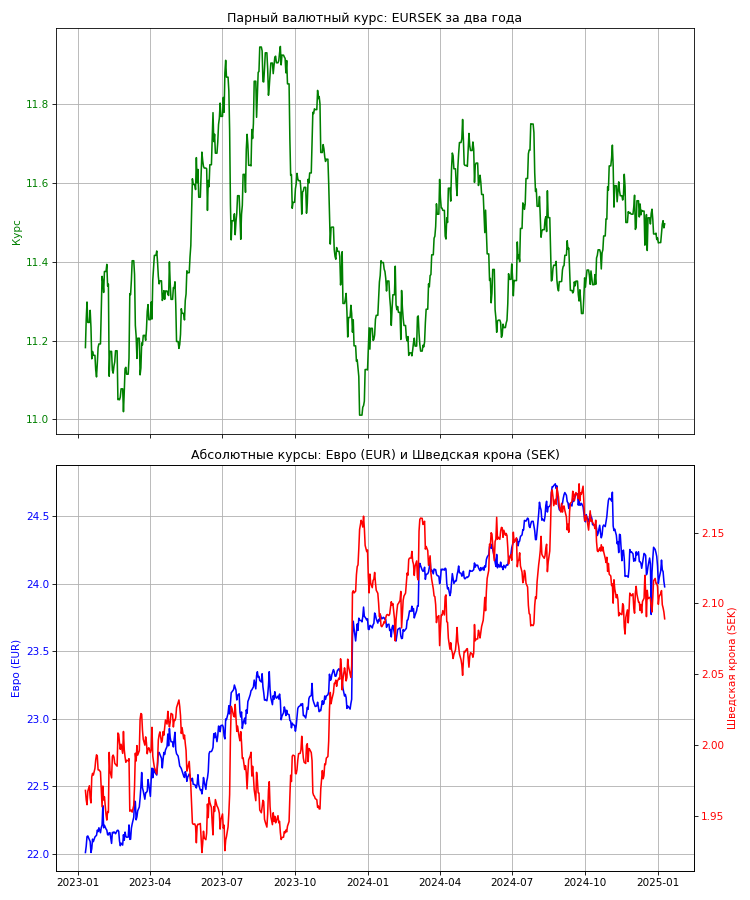 Парный валютный курс: EURSEK за два года
11.8
11.6
11.4
11.2
11.0
Курс
Абсолютные курсы: Евро (EUR) и Шведская крона (SEK)
24.5
24.0
23.5
23.0
22.5
22.0
Евро (EUR)
2.15
2.10
2.05
2.00
1.95
Шведская крона (SEK)
2023-01 2023-04 2023-07 2023-10 2024-01 2024-04 2024-07 2024-10 2025-01